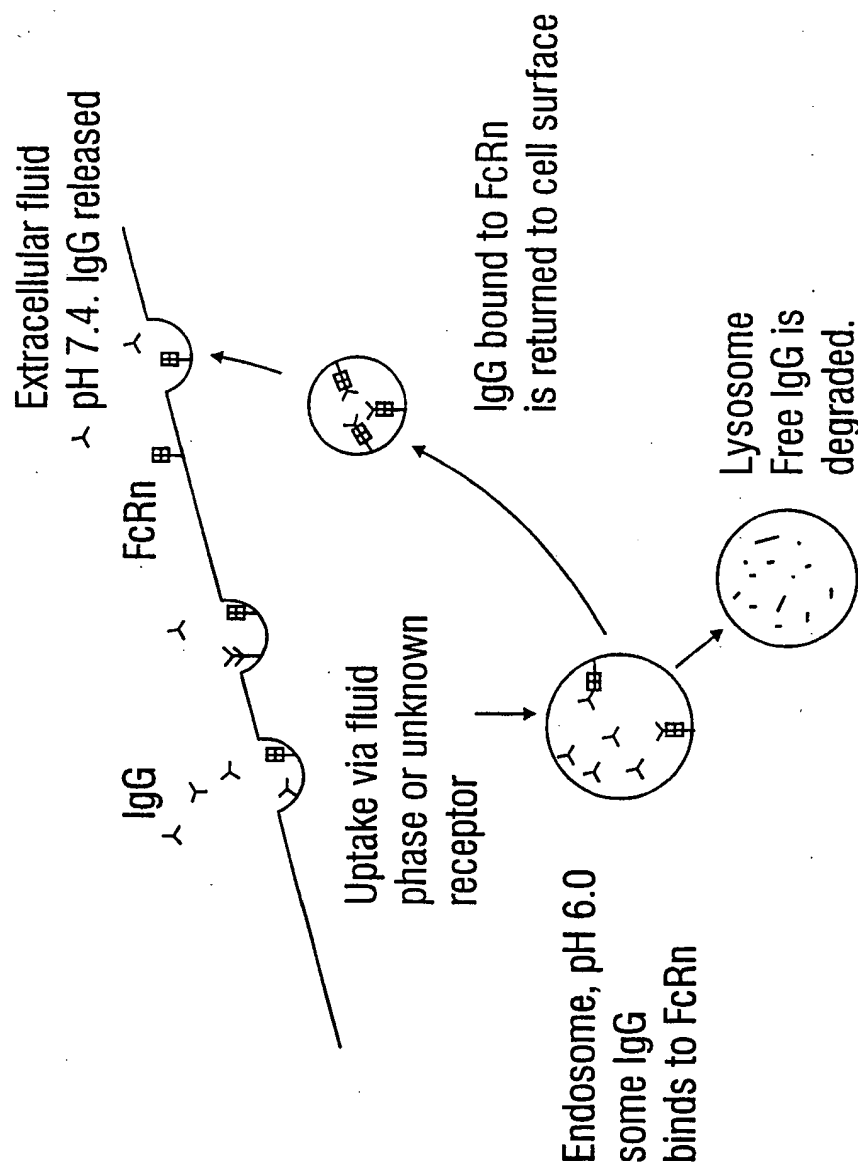 Extracellular fluid
pH 7.4. IgG released
FcRn
IgG
Uptake via fluid
phase or unknown
receptor
IgG bound to FcRn
is returned to cell surface
Endosome, pH 6.0
some IgG
binds to FcRn
Lysosome
Free IgG is
degraded.